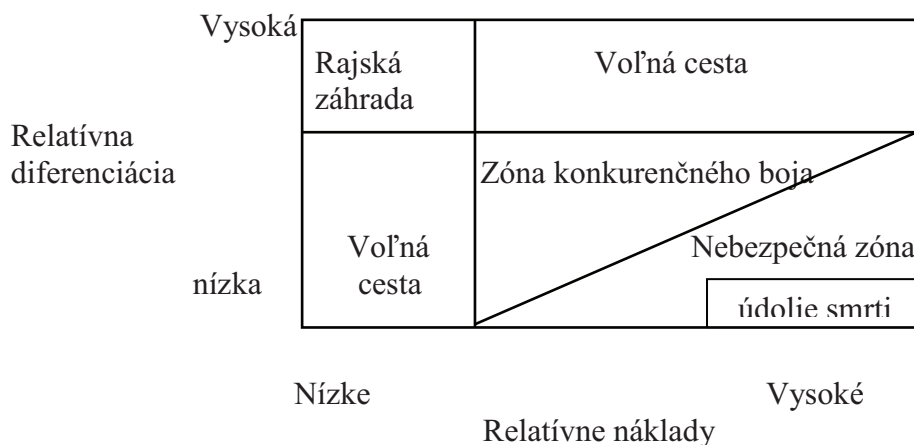 Vysoká
Rajská
záhrada
Voľná cesta
Relatívna
diferenciácia
Zóna konkurenčného boja
Voľná
cesta
Nebezpečná zóna
nízka
údolie smrti
Nízke
Vysoké
Relatívne náklady